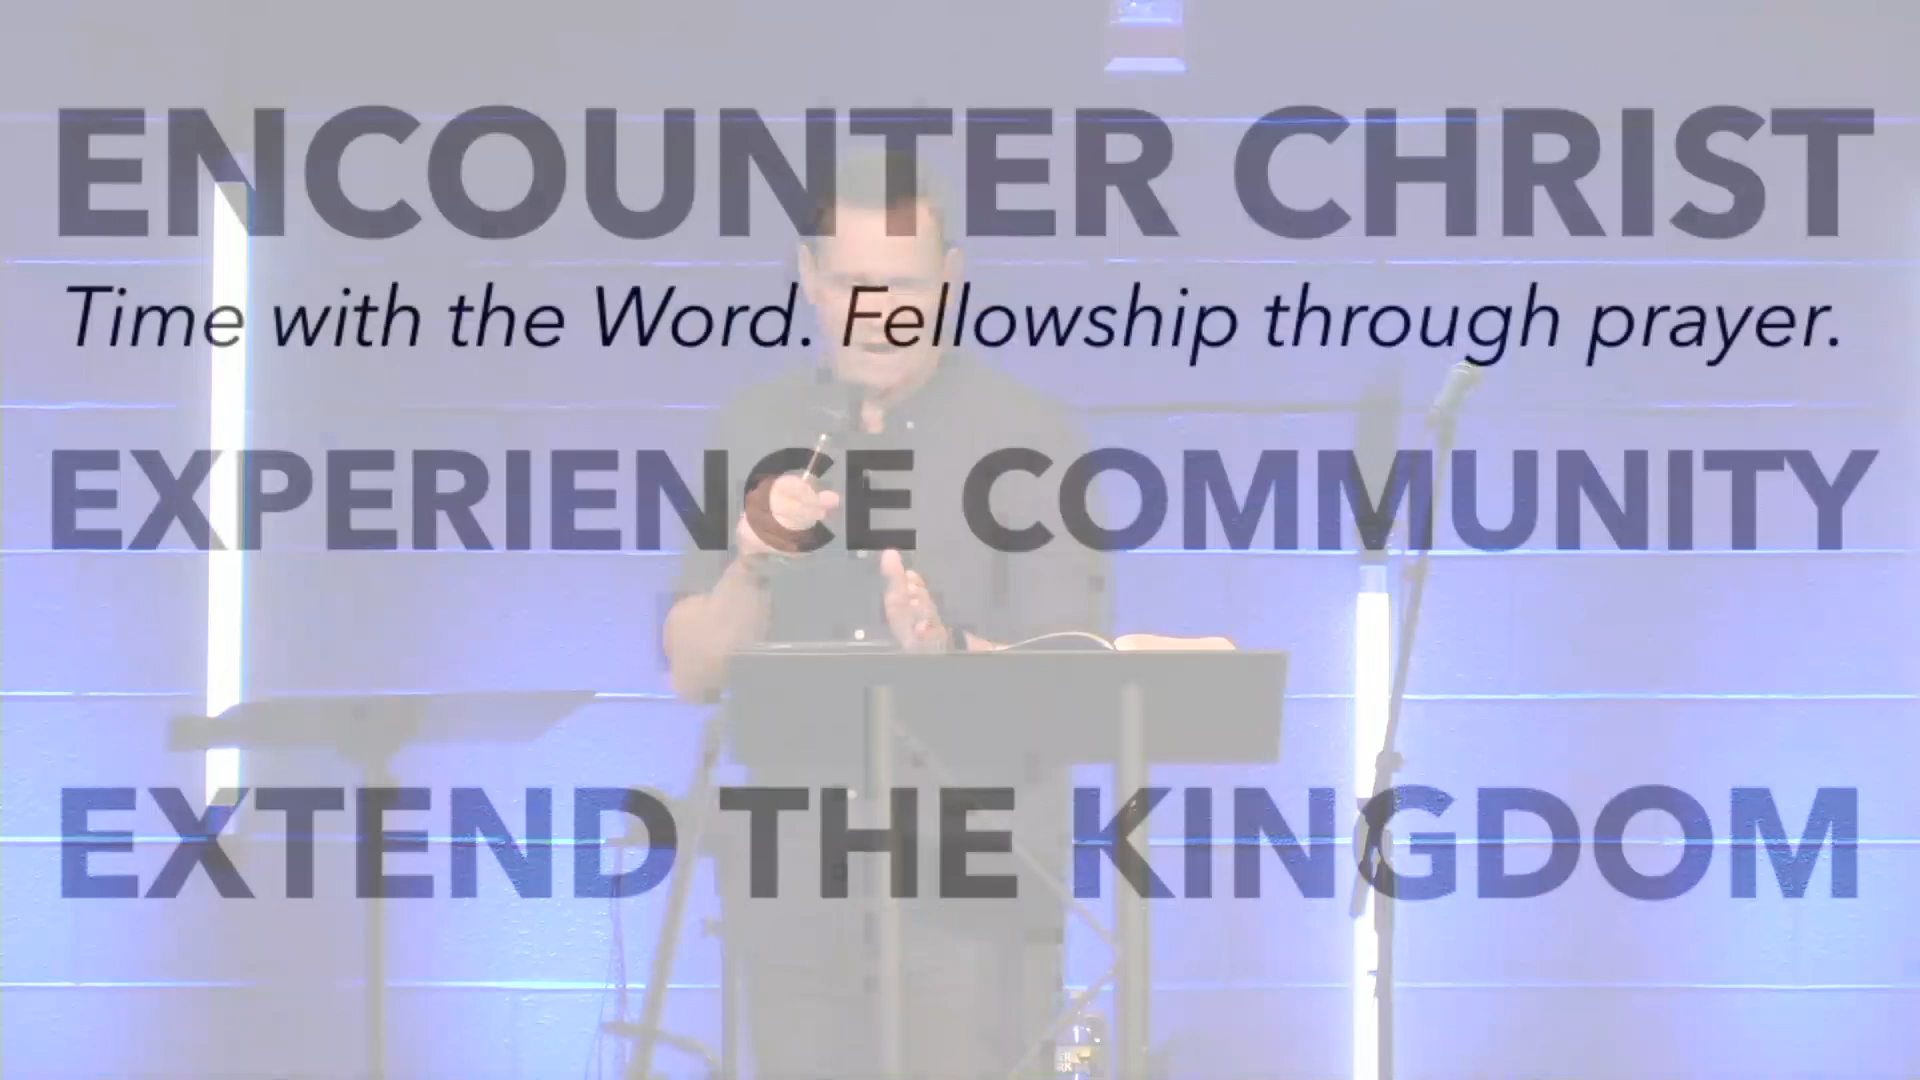 ENCOUNTER CHRIST
Time with the Word. Fellowship through prayer.
EXPERIENCE COMMUNITY
EXTEND THE KINGDOM